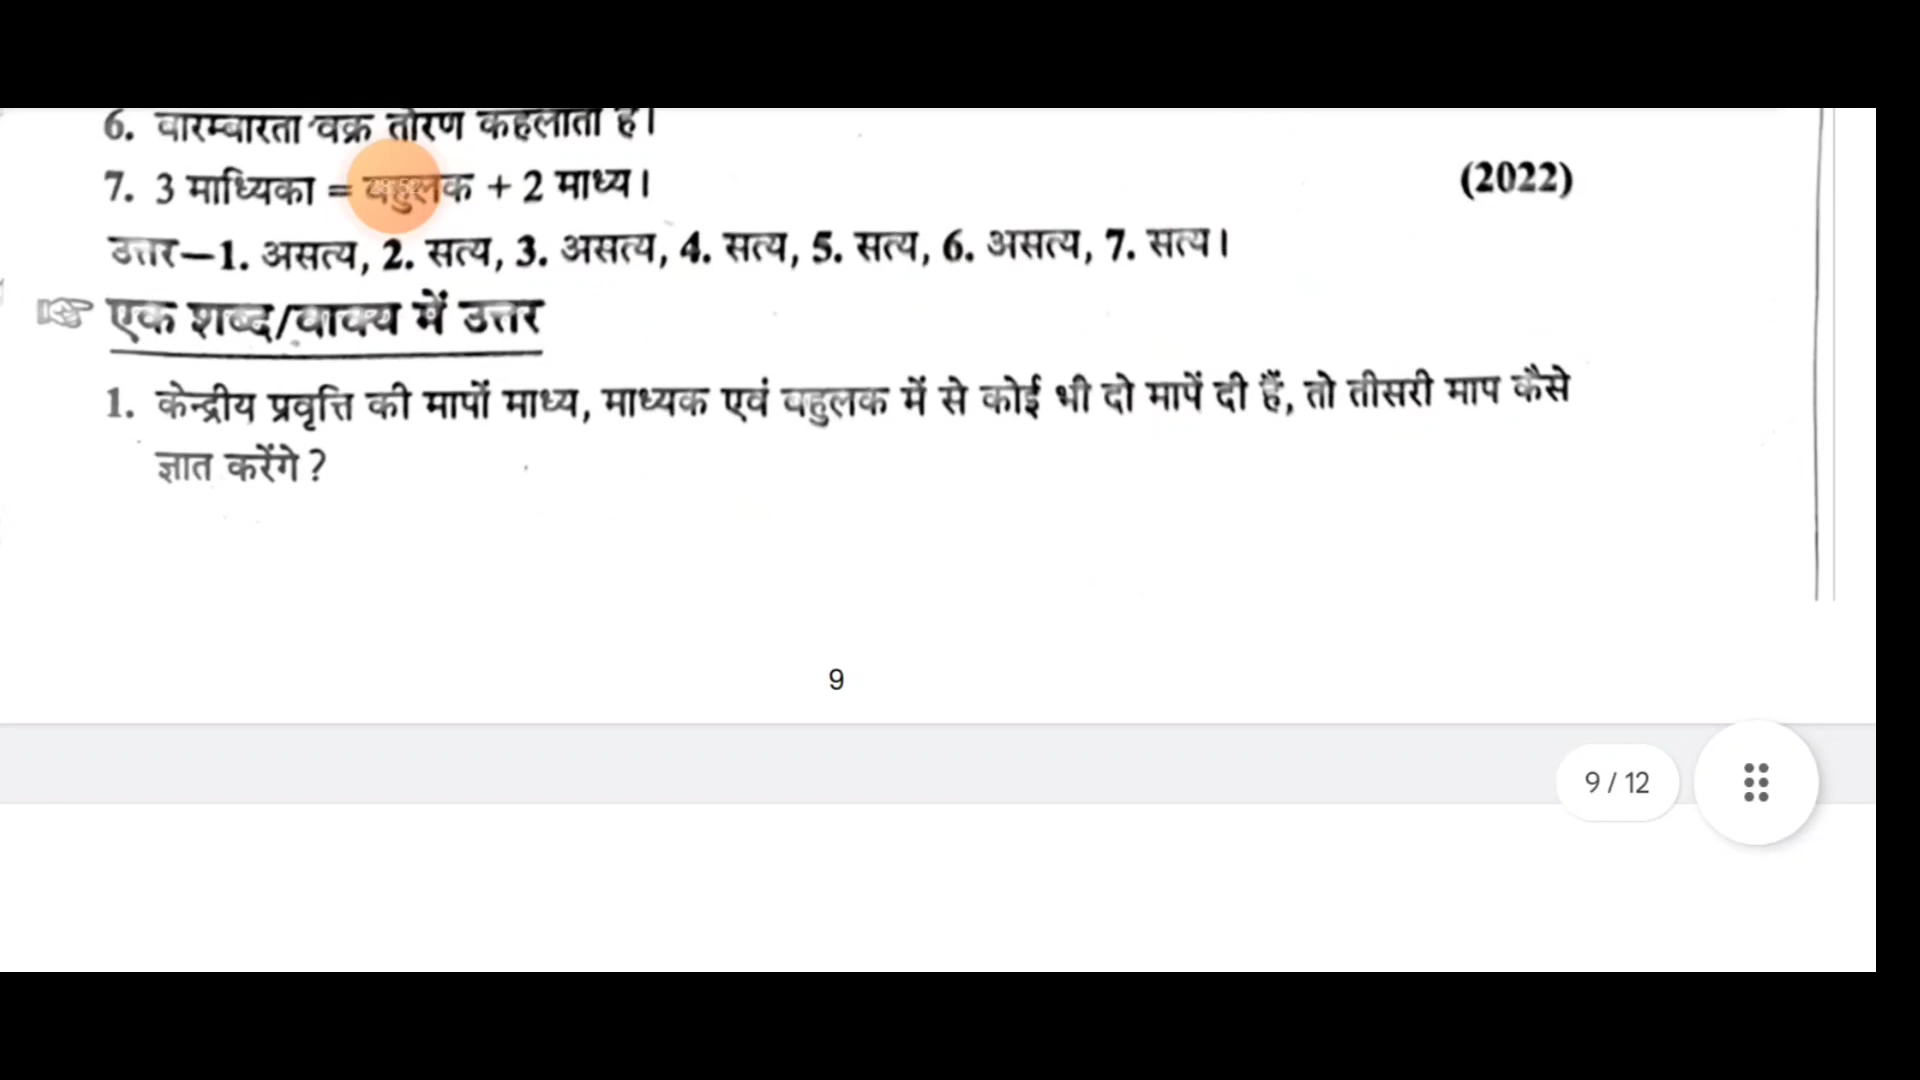 6. वारम्बारता वक्र तोरण कहलाता है।
7. 3 माध्यिका = बहुलक + 2 माध्य। (2022)
उत्तर—1. असत्य, 2. सत्य, 3. असत्य, 4. सत्य, 5. सत्य, 6. असत्य, 7. सत्य।
एक शब्द/वाक्य में उत्तर
1. केन्द्रीय प्रवृत्ति की मापों माध्य, माध्यक एवं बहुलक में से कोई भी दो मापें दी हैं, तो तीसरी माप कैसे
ज्ञात करेंगे ?
9
9 / 12